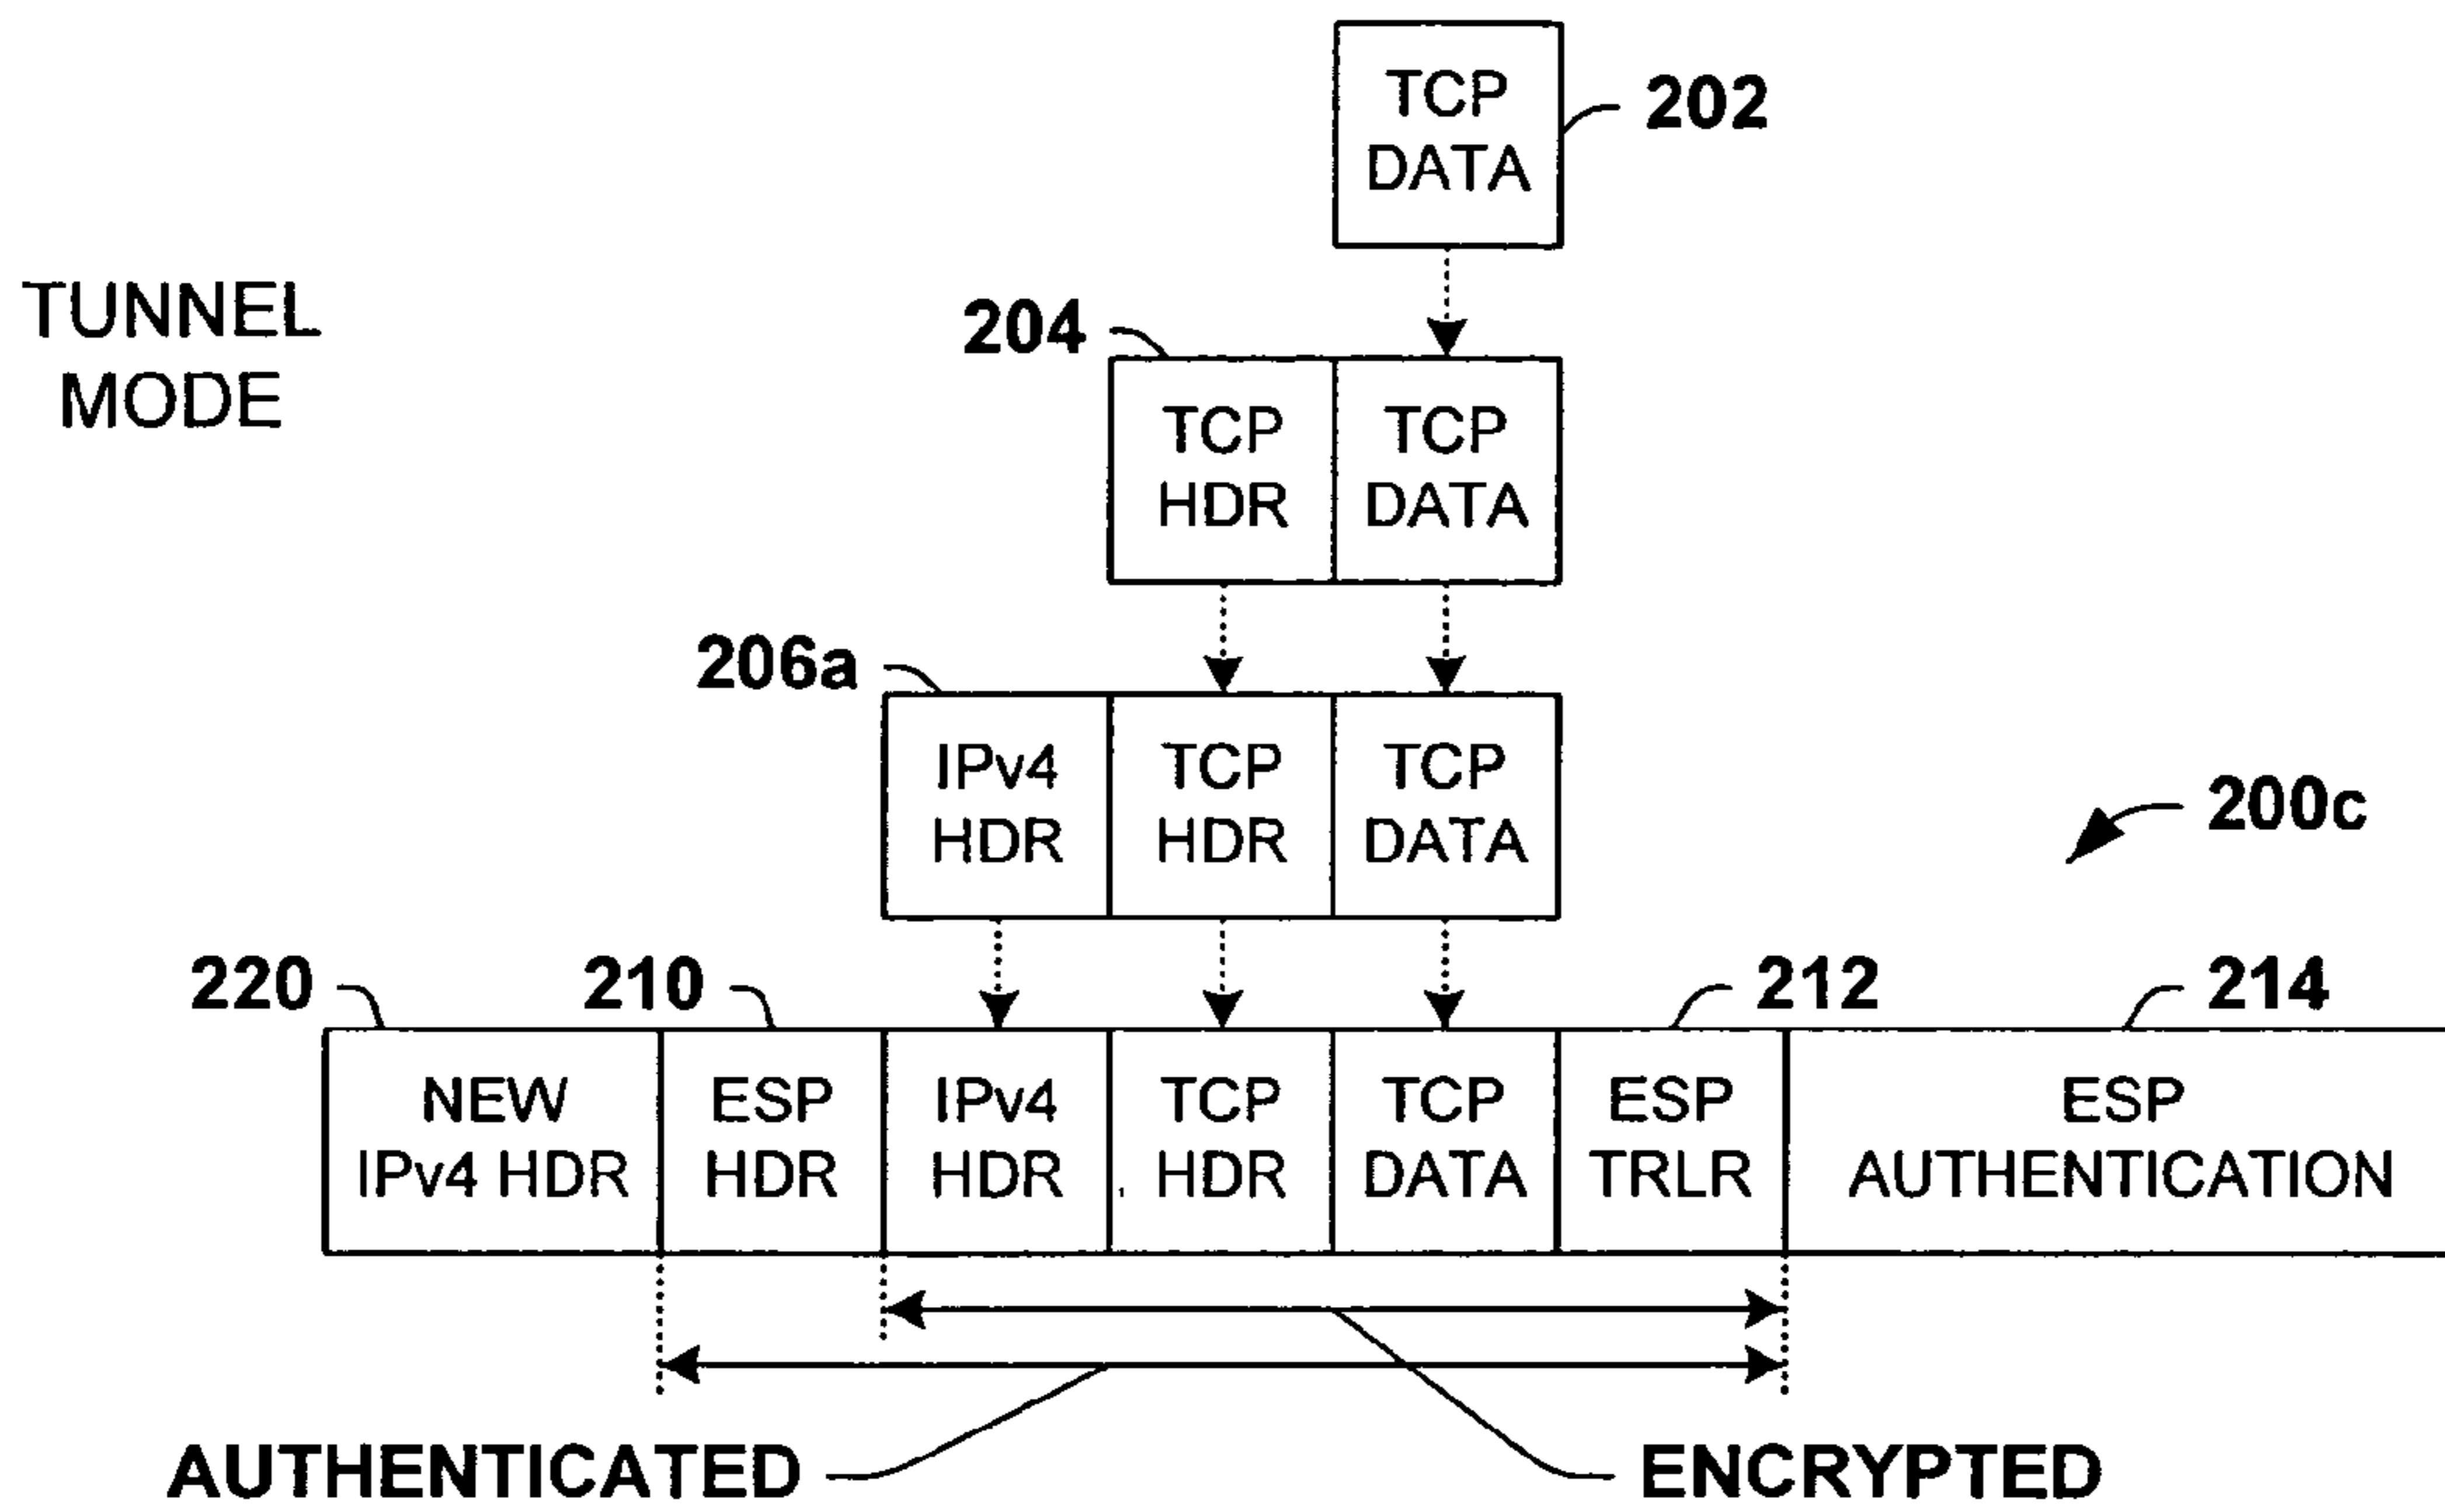 TCP
DATA
202
TUNNEL
MODE
204
TCP
HDR
TCP
DATA
206a
IPv4
HDR
TCP
HDR
TCP
DATA
200c
220
210
212
214
NEW
IPv4 HDR
ESP
HDR
IPv4
HDR
TCP
HDR
TCP
DATA
ESP
TRLR
ESP
AUTHENTICATION
AUTHENTICATED
ENCRYPTED